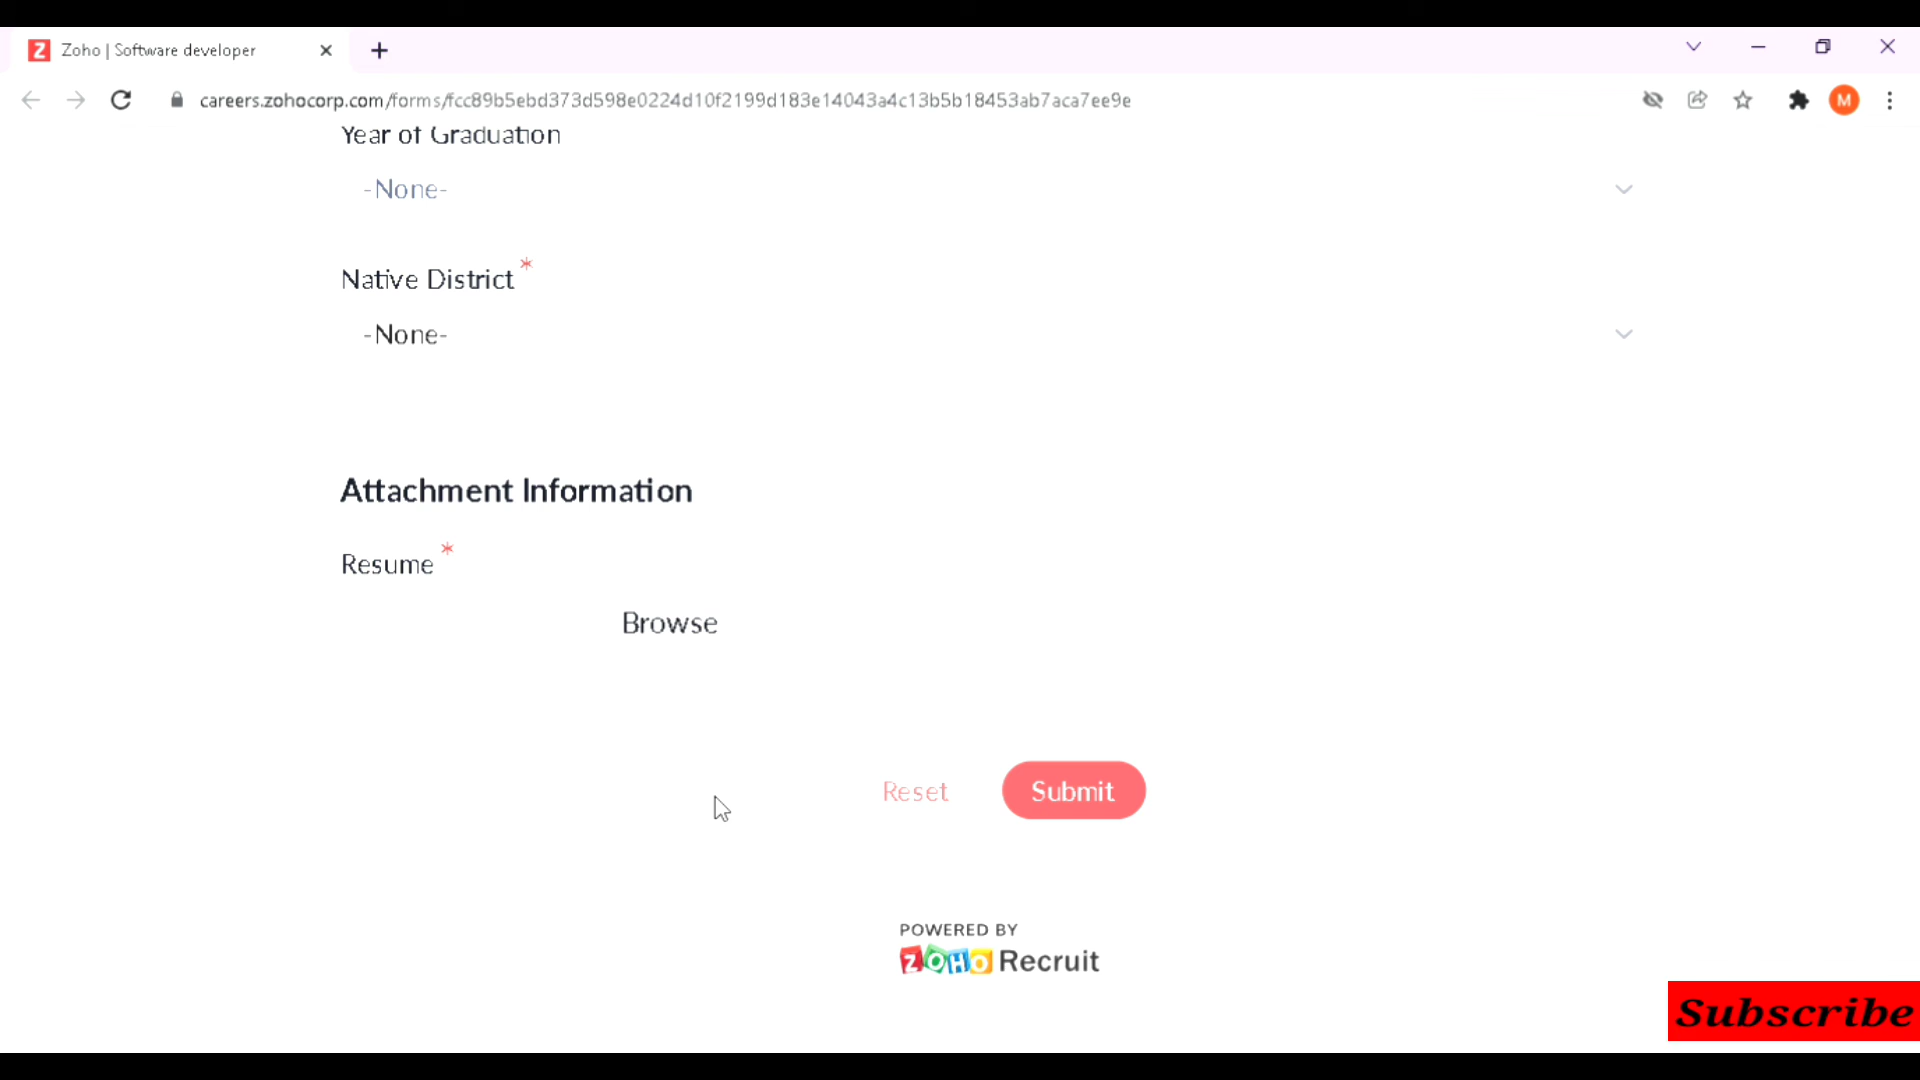 Zoho | Software developer
careers.zohocorp.com/forms/fcc89b5ebd373d598e0224d10f2199d183e14043a4c13b5b18453ab7aca7ee9e
M
Year of Graduation
-None-
Native District *
-None-
Attachment Information
Resume *
Browse
Reset
Submit
POWERED BY
ZOHO Recruit
Subscribe